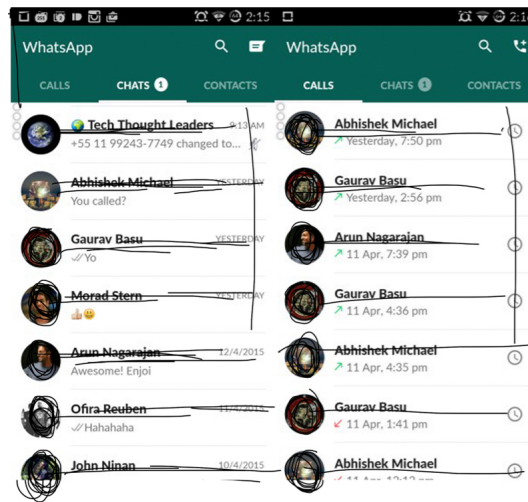 2:15
WhatsApp
CALLS CHATS 1 CONTACTS
Tech Thought Leaders 9:13 AM
+55 11 99243-7749 changed to...
Abhishek Michael YESTERDAY
You called?
Gaurav Basu YESTERDAY
Yo
Morad Stern YESTERDAY
👍😃
Arun Nagarajan 12/4/2015
Awesome! Enjoi
Ofira Reuben 11/4/2015
Hahahaha
John Ninan 10/4/2015
WhatsApp
CALLS CHATS 1 CONTACTS
Abhishek Michael
Yesterday, 7:50 pm
Gaurav Basu
Yesterday, 2:56 pm
Arun Nagarajan
11 Apr, 7:39 pm
Gaurav Basu
11 Apr, 4:36 pm
Abhishek Michael
11 Apr, 4:35 pm
Gaurav Basu
11 Apr, 1:41 pm
Abhishek Michael
11 Apr,